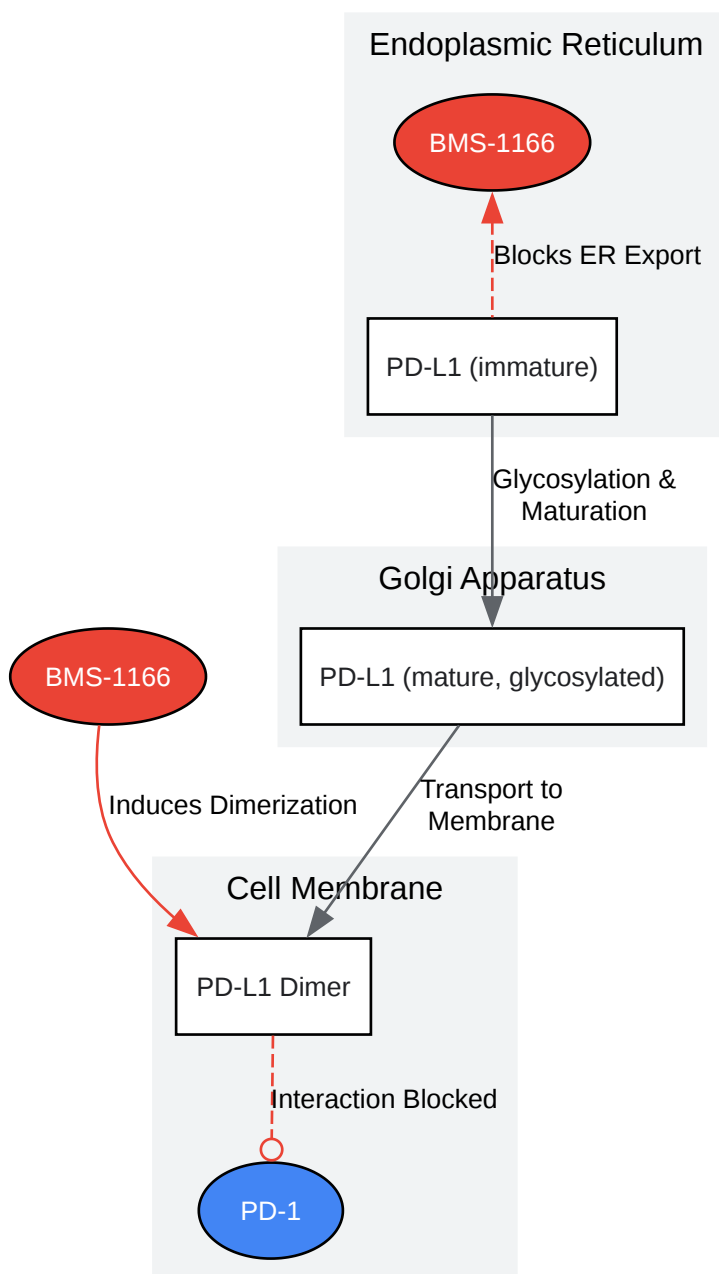 Endoplasmic Reticulum
BMS-1166
Blocks ER Export
PD-L1 (immature)
Glycosylation &
Maturation
Golgi Apparatus
BMS-1166
PD-L1 (mature, glycosylated)
Induces Dimerization
Transport to
Membrane
Cell Membrane
PD-L1 Dimer
Interaction Blocked
PD-1